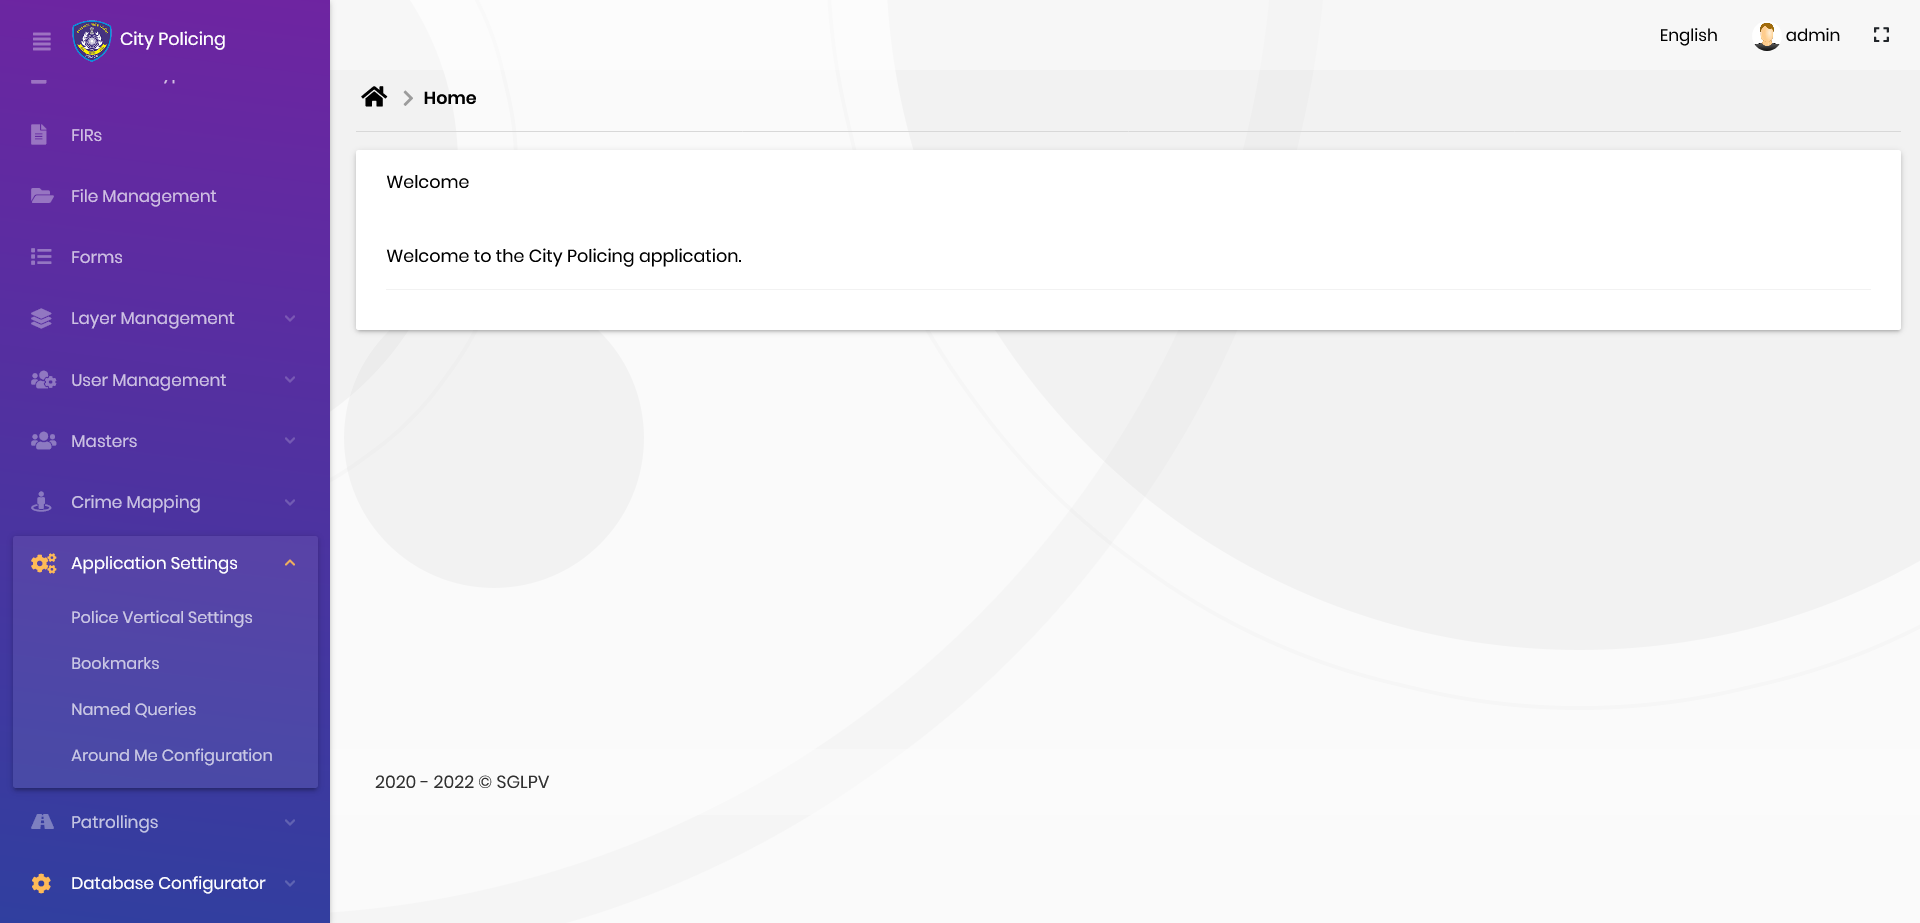 City Policing
FIRs
File Management
Forms
Layer Management
User Management
Masters
Crime Mapping
Application Settings
Police Vertical Settings
Bookmarks
Named Queries
Around Me Configuration
Patrollings
Database Configurator
English
admin
Home
Welcome
Welcome to the City Policing application.
2020 - 2022 © SGLPV